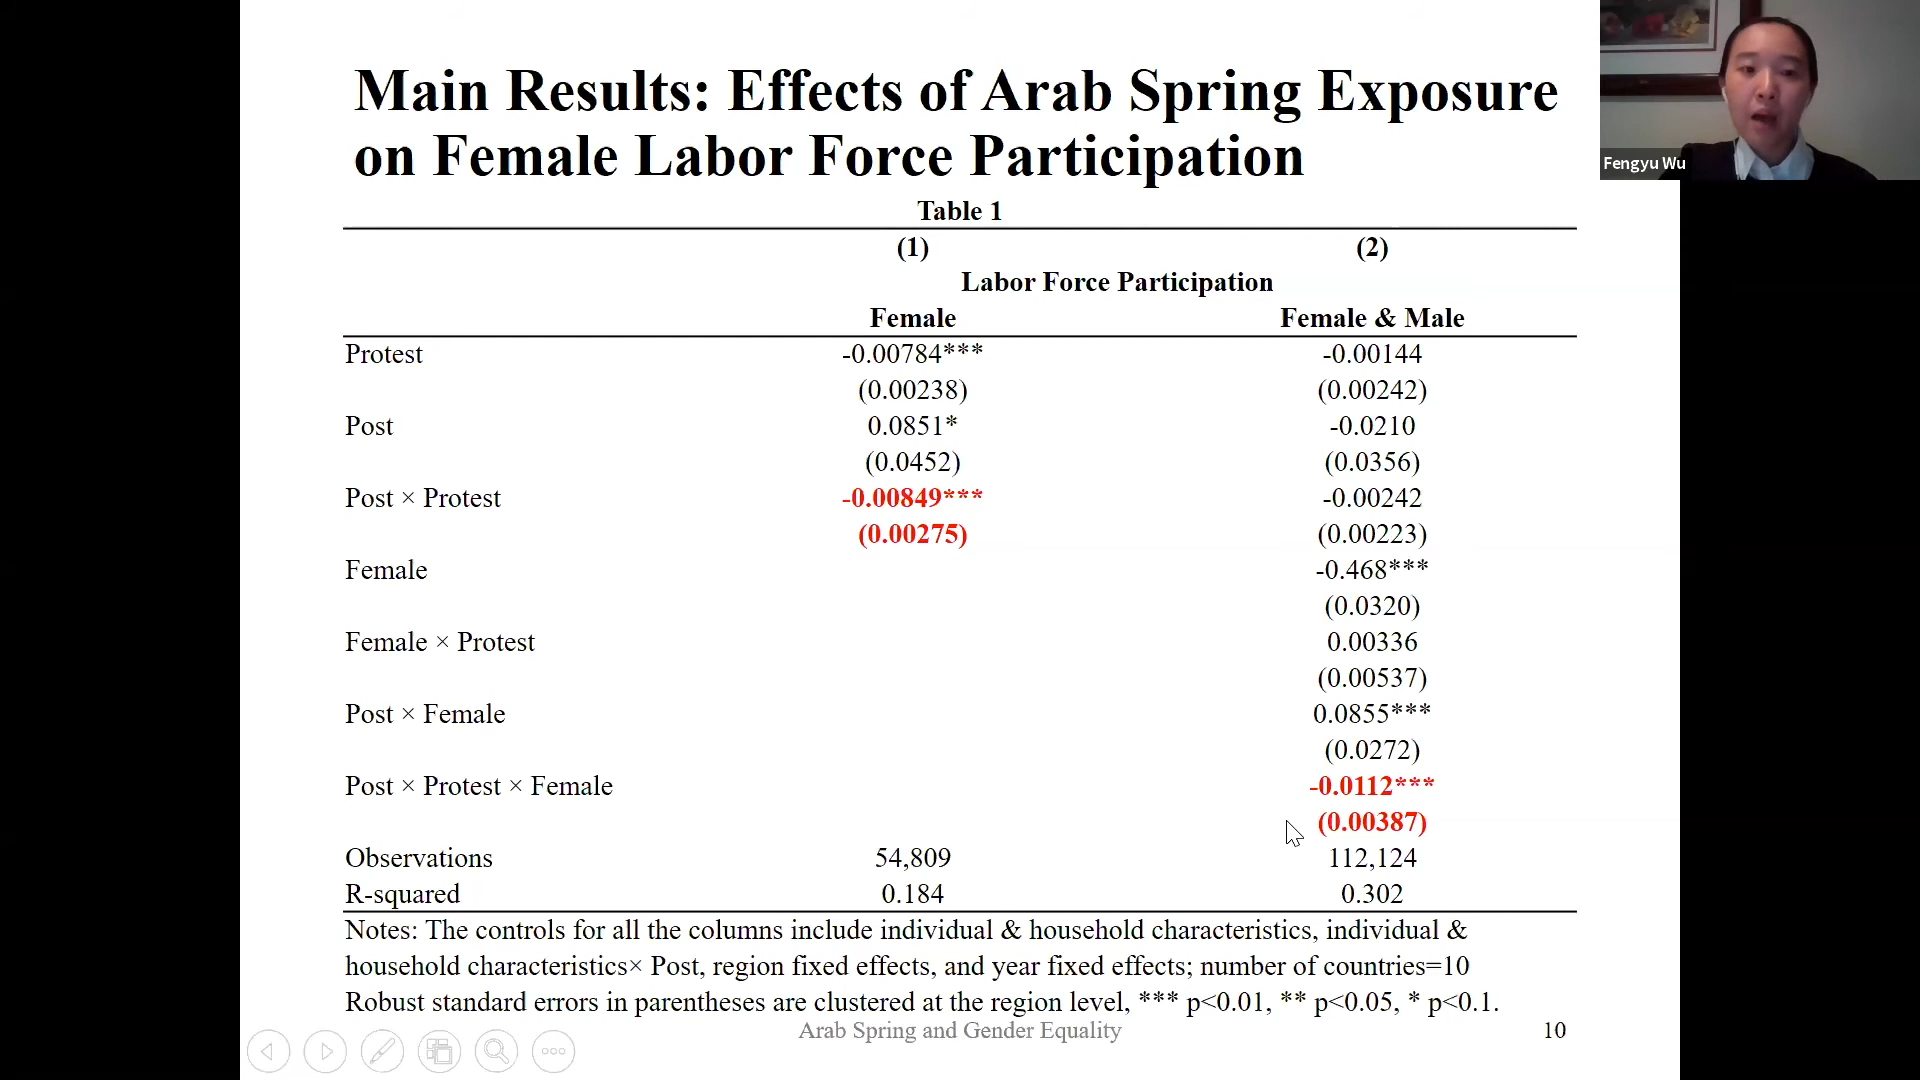 Main Results: Effects of Arab Spring Exposure
on Female Labor Force Participation
Fengyu Wu
Table 1
(1) (2)
Labor Force Participation
Female Female & Male
Protest -0.00784*** -0.00144
(0.00238) (0.00242)
Post 0.0851* -0.0210
(0.0452) (0.0356)
Post × Protest -0.00849*** -0.00242
(0.00275) (0.00223)
Female -0.468***
(0.0320)
Female × Protest 0.00336
(0.00537)
Post × Female 0.0855***
(0.0272)
Post × Protest × Female -0.0112***
(0.00387)
Observations 54,809 112,124
R-squared 0.184 0.302
Notes: The controls for all the columns include individual & household characteristics, individual &
household characteristics× Post, region fixed effects, and year fixed effects; number of countries=10
Robust standard errors in parentheses are clustered at the region level, *** p<0.01, ** p<0.05, * p<0.1.
Arab Spring and Gender Equality 10